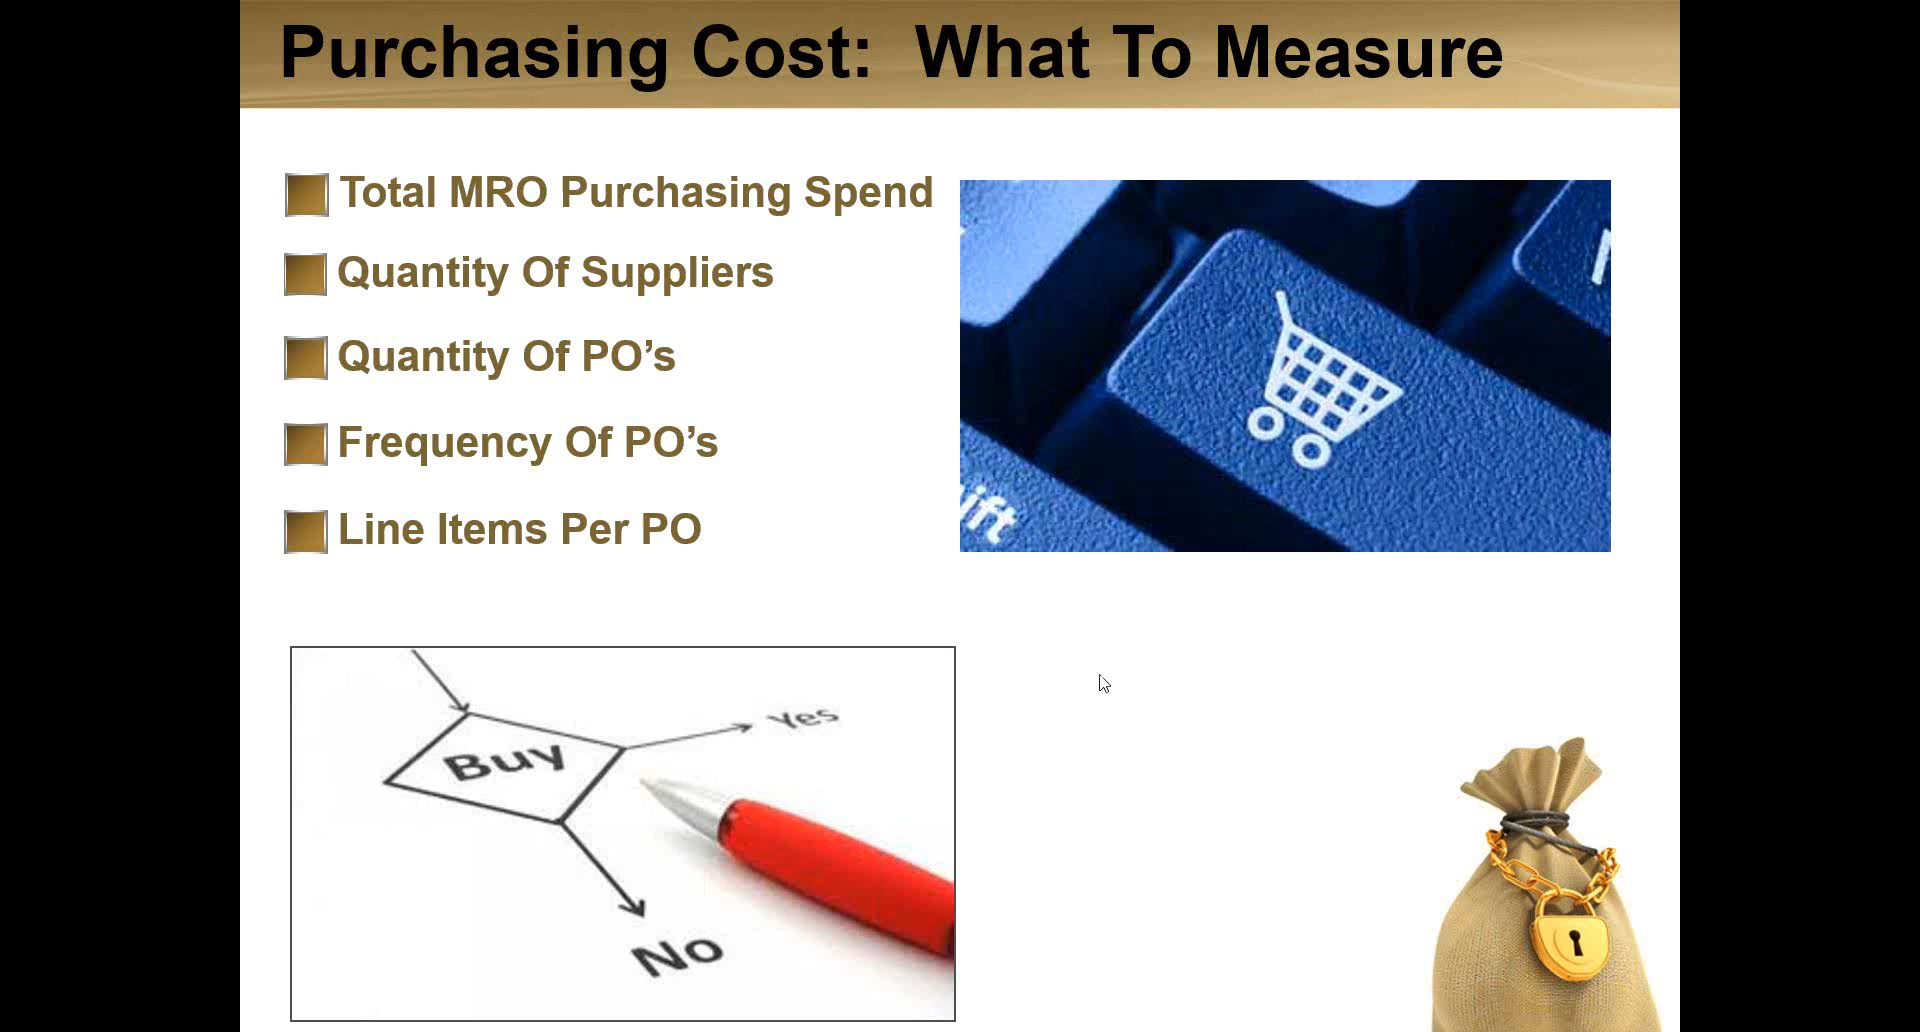 Purchasing Cost: What To Measure
Total MRO Purchasing Spend
Quantity Of Suppliers
Quantity Of PO’s
Frequency Of PO’s
Line Items Per PO
ift
Buy
Yes
No